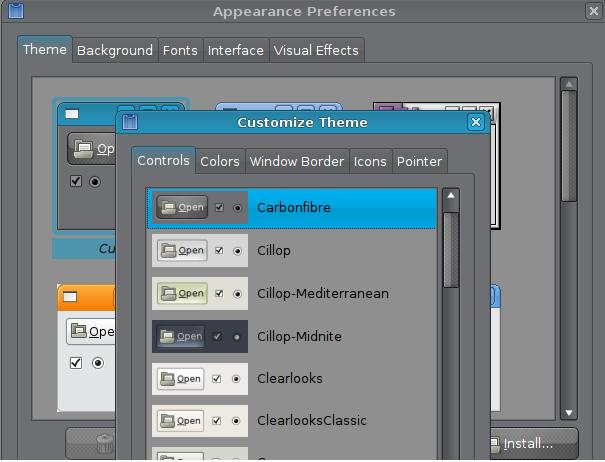 Appearance Preferences
Theme Background Fonts Interface Visual Effects
Customize Theme
Controls Colors Window Border Icons Pointer
Open Carbonfibre
Open Cillop
Open Cillop-Mediterranean
Open Cillop-Midnite
Open Clearlooks
Open ClearlooksClassic
Op
Cu
Ope
Install...